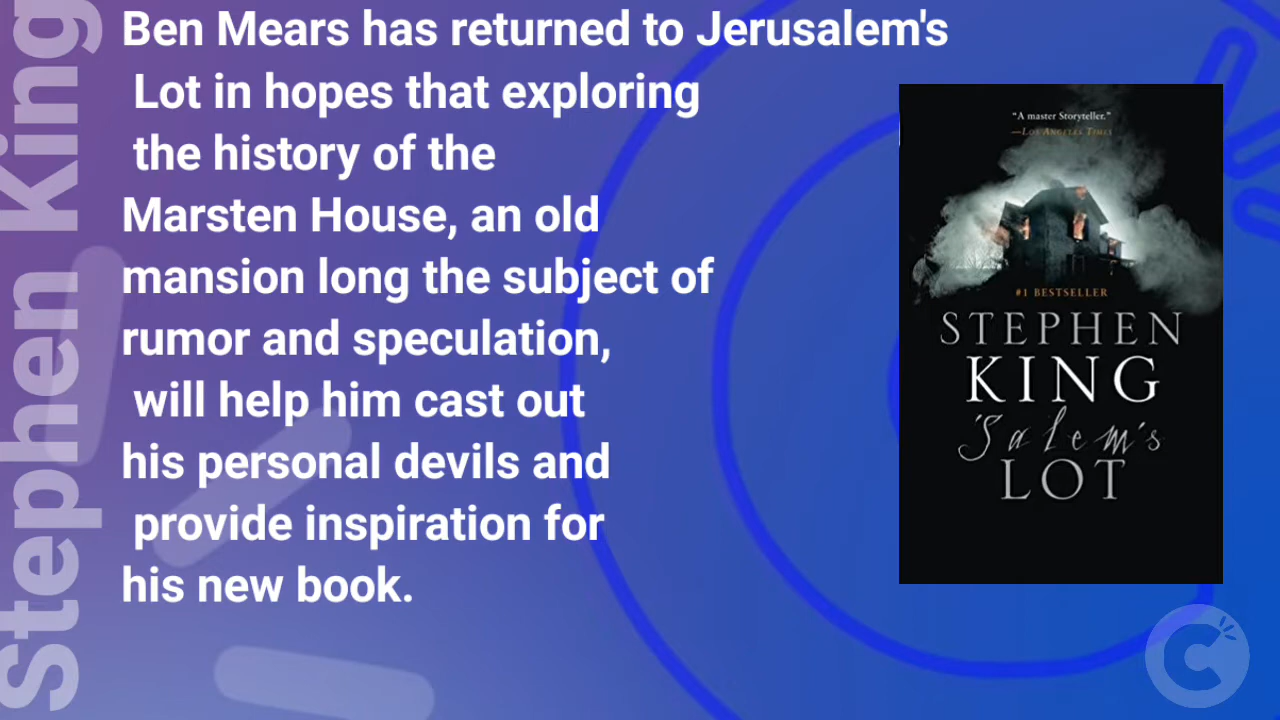 Stephen King
Ben Mears has returned to Jerusalem's
Lot in hopes that exploring
the history of the
Marsten House, an old
mansion long the subject of
rumor and speculation,
will help him cast out
his personal devils and
provide inspiration for
his new book.
“A master Storyteller.”
—LOS ANGELES TIMES
#1 BESTSELLER
STEPHEN
KING
'Salem's
LOT